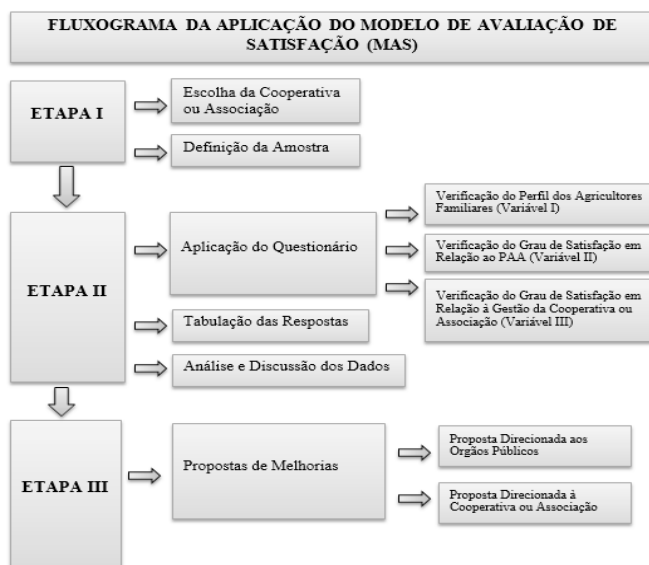 FLUXOGRAMA DA APLICAÇÃO DO MODELO DE AVALIAÇÃO DE
SATISFAÇÃO (MAS)
ETAPA I
Escolha da Cooperativa
ou Associação
Definição da Amostra
ETAPA II
Aplicação do Questionário
Verificação do Perfil dos Agricultores
Familiares (Variável I)
Verificação do Grau de Satisfação em
Relação ao PAA (Variável II)
Verificação do Grau de Satisfação em
Relação à Gestão da Cooperativa ou
Associação (Variável III)
Tabulação das Respostas
Análise e Discussão dos Dados
ETAPA III
Propostas de Melhorias
Proposta Direcionada aos
Orgãos Públicos
Proposta Direcionada à
Cooperativa ou Associação